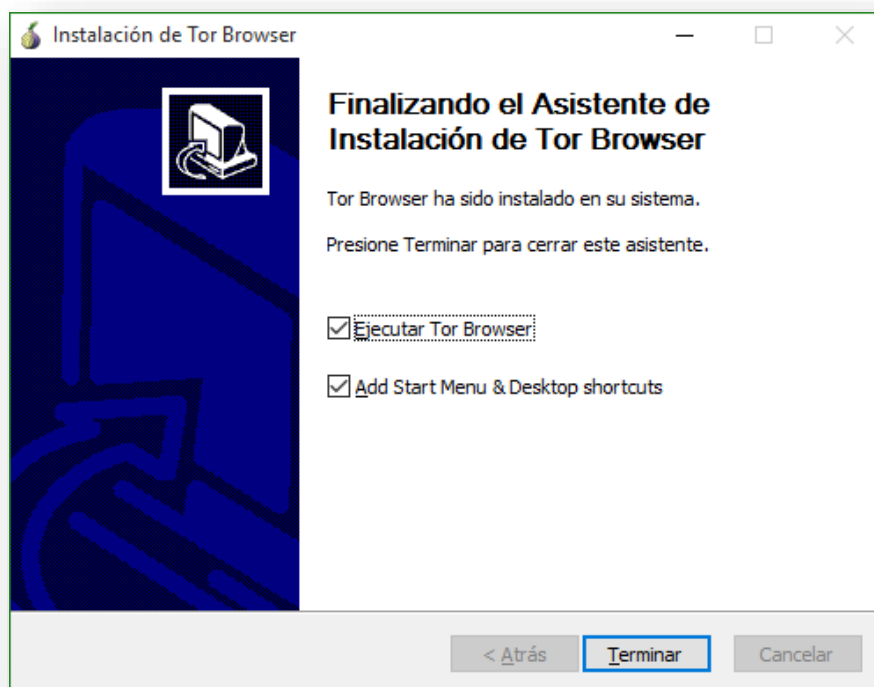 Instalación de Tor Browser
Finalizando el Asistente de
Instalación de Tor Browser
Tor Browser ha sido instalado en su sistema.
Presione Terminar para cerrar este asistente.
Ejecutar Tor Browser
Add Start Menu & Desktop shortcuts
< Atrás Terminar Cancelar